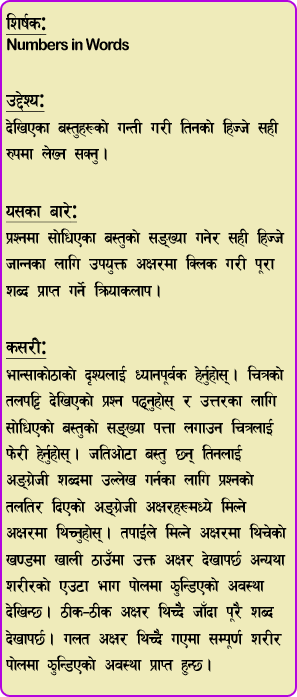 शिर्षक:
Numbers in Words
उद्देश्य:
देखिएका बस्तुहरूको गन्ती गरी तिनको हिज्जे सही
रुपमा लेख्न सक्नु।
यसका बारे:
प्रश्नमा सोधिएका बस्तुको सङ्ख्या गनेर सही हिज्जे
जान्नका लागि उपयुक्त अक्षरमा क्लिक गरी पूरा
शब्द प्राप्त गर्ने क्रियाकलाप।
कसरी:
भान्साकोठाको दृश्यलाई ध्यानपूर्वक हेर्नुहोस्। चित्रको
तलपट्टि देखिएको प्रश्न पढ्नुहोस् र उत्तरका लागि
सोधिएको बस्तुको सङ्ख्या पत्ता लगाउन चित्रलाई
फेरी हेर्नुहोस्। जतिओटा बस्तु छन् तिनलाई
अङ्ग्रेजी शब्दमा उल्लेख गर्नका लागि प्रश्नको
तलतिर दिएको अङ्ग्रेजी अक्षरहरूमध्ये मिल्ने
अक्षरमा थिच्नुहोस्। तपाईले मिल्ने अक्षरमा थिचेको
खण्डमा खाली ठाउँमा उक्त अक्षर देखापर्छ अन्यथा
शरीरको एउटा भाग पोलमा झुन्डिएको अवस्था
देखिन्छ। ठीक-ठीक अक्षर थिच्दै जाँदा पूरै शब्द
देखापर्छ। गलत अक्षर थिच्दै गएमा सम्पूर्ण शरीर
पोलमा झुन्डिएको अवस्था प्राप्त हुन्छ।